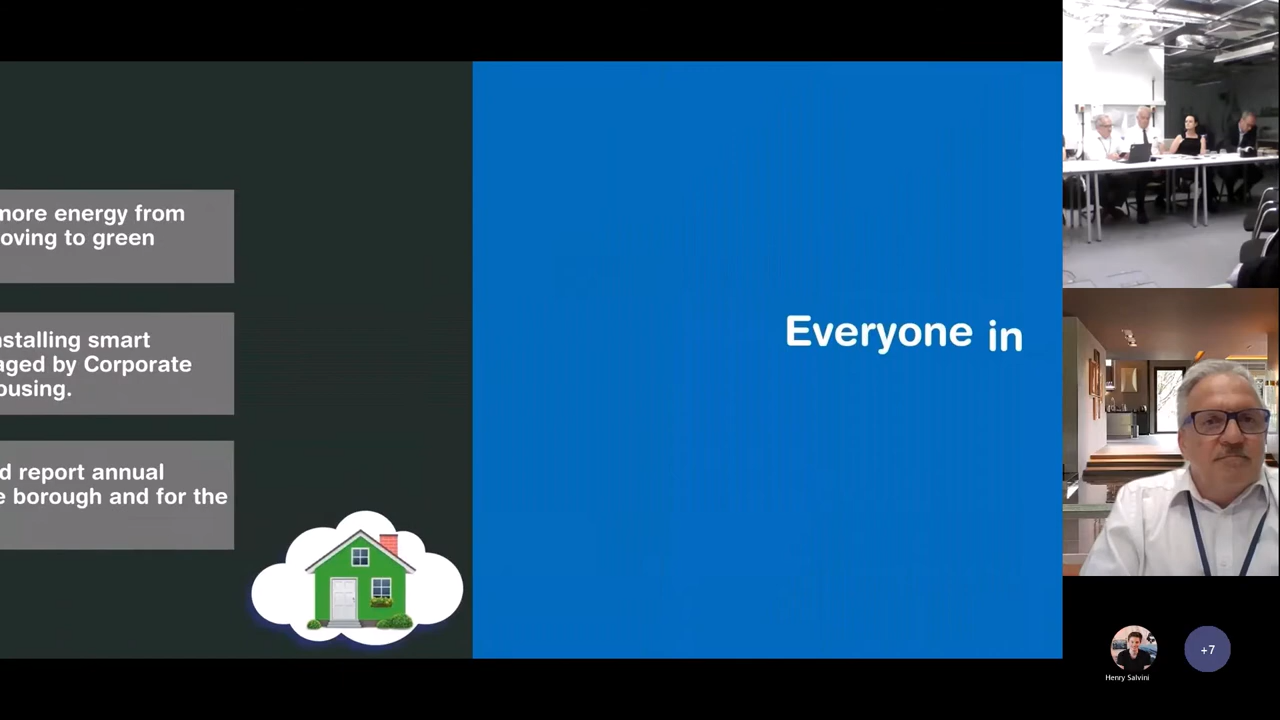 more energy from
oving to green
nstalling smart
aged by Corporate
ousing.
d report annual
e borough and for the
Everyone in
Henry Salvini
+7